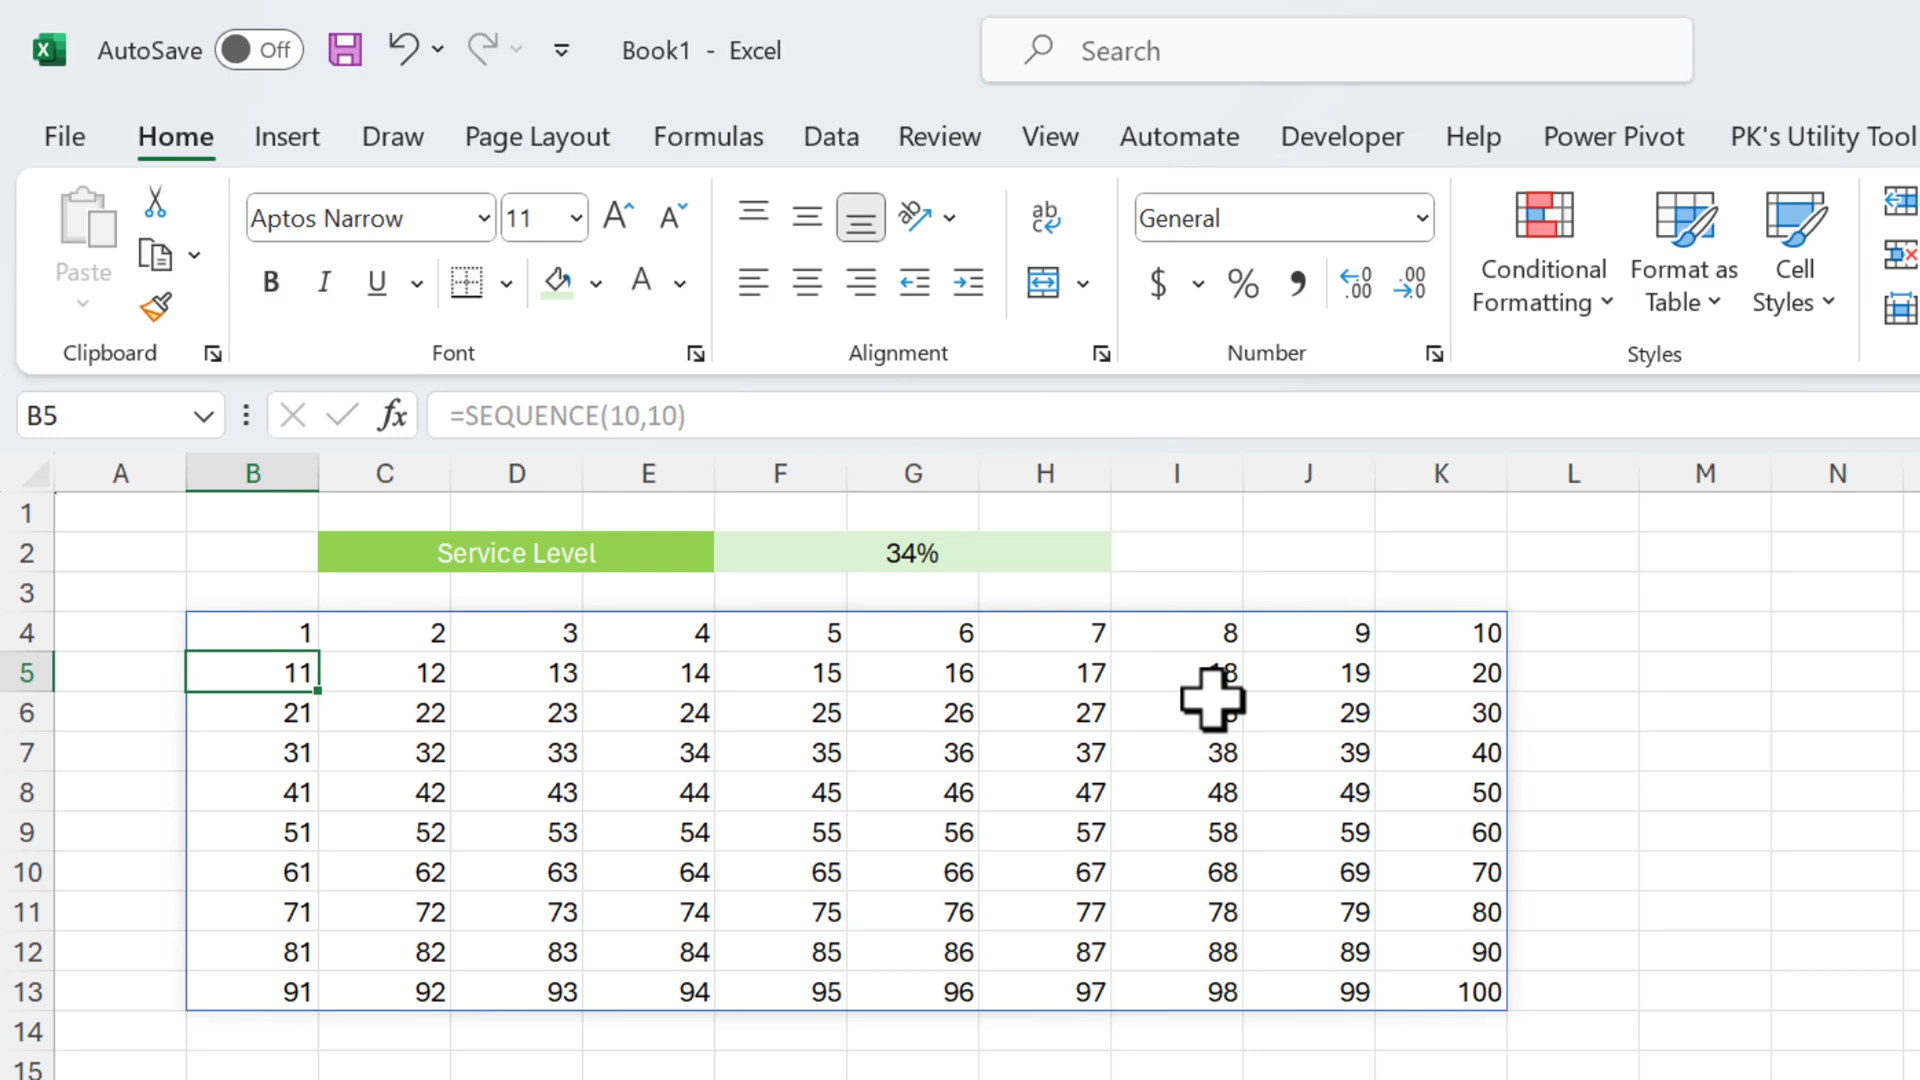 AutoSave Off Book1 - Excel Search
File Home Insert Draw Page Layout Formulas Data Review View Automate Developer Help Power Pivot PK's Utility Tool
Paste
Clipboard
Aptos Narrow 11
B I U A
Font
ab
Alignment
General
$ % , .00 .00
Number
Conditional Formatting
Format as Table
Cell Styles
Styles
B5 fx =SEQUENCE(10,10)
A B C D E F G H I J K L M N
1
2 Service Level 34%
3
4 1 2 3 4 5 6 7 8 9 10
5 11 12 13 14 15 16 17 18 19 20
6 21 22 23 24 25 26 27 29 30
7 31 32 33 34 35 36 37 38 39 40
8 41 42 43 44 45 46 47 48 49 50
9 51 52 53 54 55 56 57 58 59 60
10 61 62 63 64 65 66 67 68 69 70
11 71 72 73 74 75 76 77 78 79 80
12 81 82 83 84 85 86 87 88 89 90
13 91 92 93 94 95 96 97 98 99 100
14
15